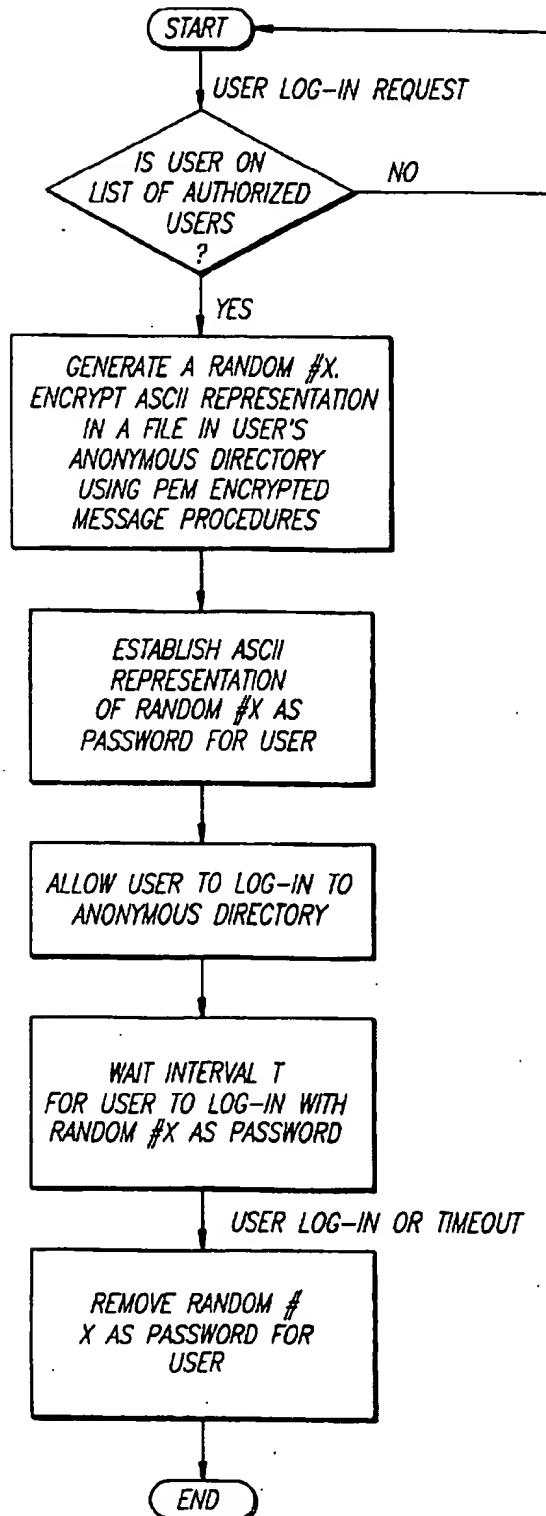 START
USER LOG-IN REQUEST
IS USER ON
LIST OF AUTHORIZED
USERS
?
NO
YES
GENERATE A RANDOM #X.
ENCRYPT ASCII REPRESENTATION
IN A FILE IN USER'S
ANONYMOUS DIRECTORY
USING PEM ENCRYPTED
MESSAGE PROCEDURES
ESTABLISH ASCII
REPRESENTATION
OF RANDOM #X AS
PASSWORD FOR USER
ALLOW USER TO LOG-IN TO
ANONYMOUS DIRECTORY
WAIT INTERVAL T
FOR USER TO LOG-IN WITH
RANDOM #X AS PASSWORD
USER LOG-IN OR TIMEOUT
REMOVE RANDOM #
X AS PASSWORD FOR
USER
END